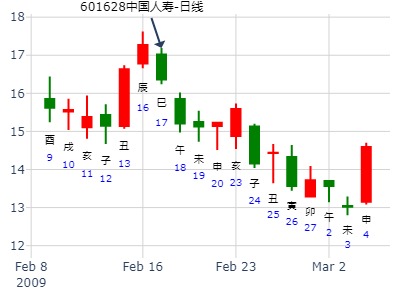 601628中国人寿-日线
18
17
16
15
14
13
12
酉
9
戌
10
亥
11
子
12
丑
13
辰
16
巳
17
午
18
未
19
申
20
亥
23
子
24
丑
25
寅
26
卯
27
午
2
未
3
申
4
Feb 8
2009
Feb 16
Feb 23
Mar 2